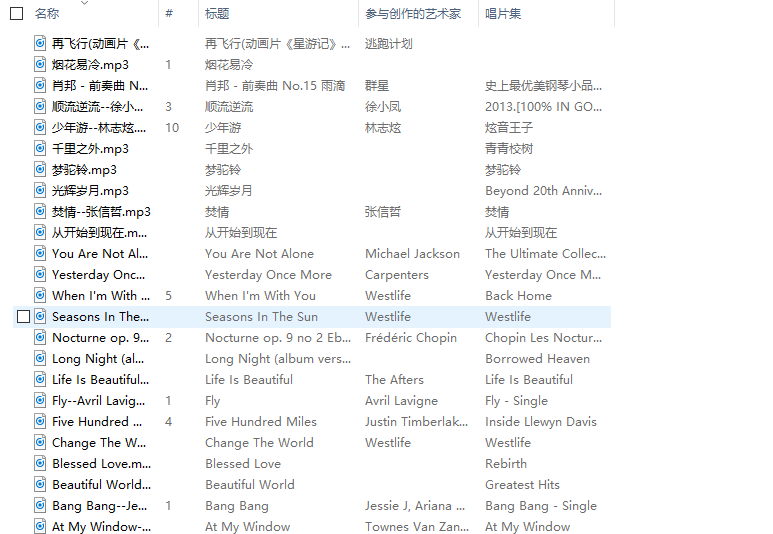 名称 # 标题 参与创作的艺术家 唱片集
再飞行(动画片《... 再飞行(动画片《星游记》... 逃跑计划
烟花易冷.mp3 1 烟花易冷
肖邦 - 前奏曲 N... 肖邦 - 前奏曲 No.15 雨滴 群星 史上最优美钢琴小品...
顺流逆流--徐小... 3 顺流逆流 徐小凤 2013.[100% IN GO...
少年游--林志炫.... 10 少年游 林志炫 炫音王子
千里之外.mp3 千里之外 青青校树
梦驼铃.mp3 梦驼铃 梦驼铃
光辉岁月.mp3 光辉岁月 Beyond 20th Anniv...
焚情--张信哲.mp3 焚情 张信哲 焚情
从开始到现在.m... 从开始到现在 从开始到现在
You Are Not Al... You Are Not Alone Michael Jackson The Ultimate Collec...
Yesterday Onc... Yesterday Once More Carpenters Yesterday Once M...
When I'm With ... 5 When I'm With You Westlife Back Home
Seasons In The... Seasons In The Sun Westlife Westlife
Nocturne op. 9... 2 Nocturne op. 9 no 2 Eb... Frédéric Chopin Chopin Les Noctur...
Long Night (al... Long Night (album vers... Borrowed Heaven
Life Is Beautiful... Life Is Beautiful The Afters Life Is Beautiful
Fly--Avril Lavig... 1 Fly Avril Lavigne Fly - Single
Five Hundred ... 4 Five Hundred Miles Justin Timberlak... Inside Llewyn Davis
Change The W... Change The World Westlife Westlife
Blessed Love.m... Blessed Love Rebirth
Beautiful World... Beautiful World Greatest Hits
Bang Bang--Je... 1 Bang Bang Jessie J, Ariana ... Bang Bang - Single
At My Window-... At My Window Townes Van Zan... At My Window